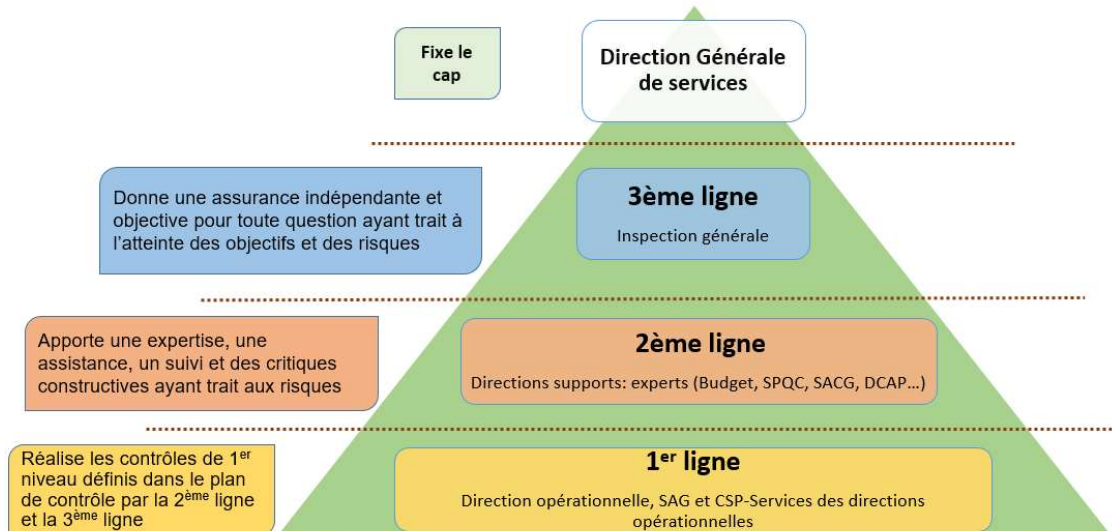 Fixe le
cap
Direction Générale
de services
Donne une assurance indépendante et
objective pour toute question ayant trait à
l'atteinte des objectifs et des risques
3ème ligne
Inspection générale
Apporte une expertise, une
assistance, un suivi et des critiques
constructives ayant trait aux risques
2ème ligne
Directions supports: experts (Budget, SPQC, SACG, DCAP...)
Réalise les contrôles de 1er
niveau définis dans le plan
de contrôle par la 2ème ligne
et la 3ème ligne
1er ligne
Direction opérationnelle, SAG et CSP-Services des directions
opérationnelles